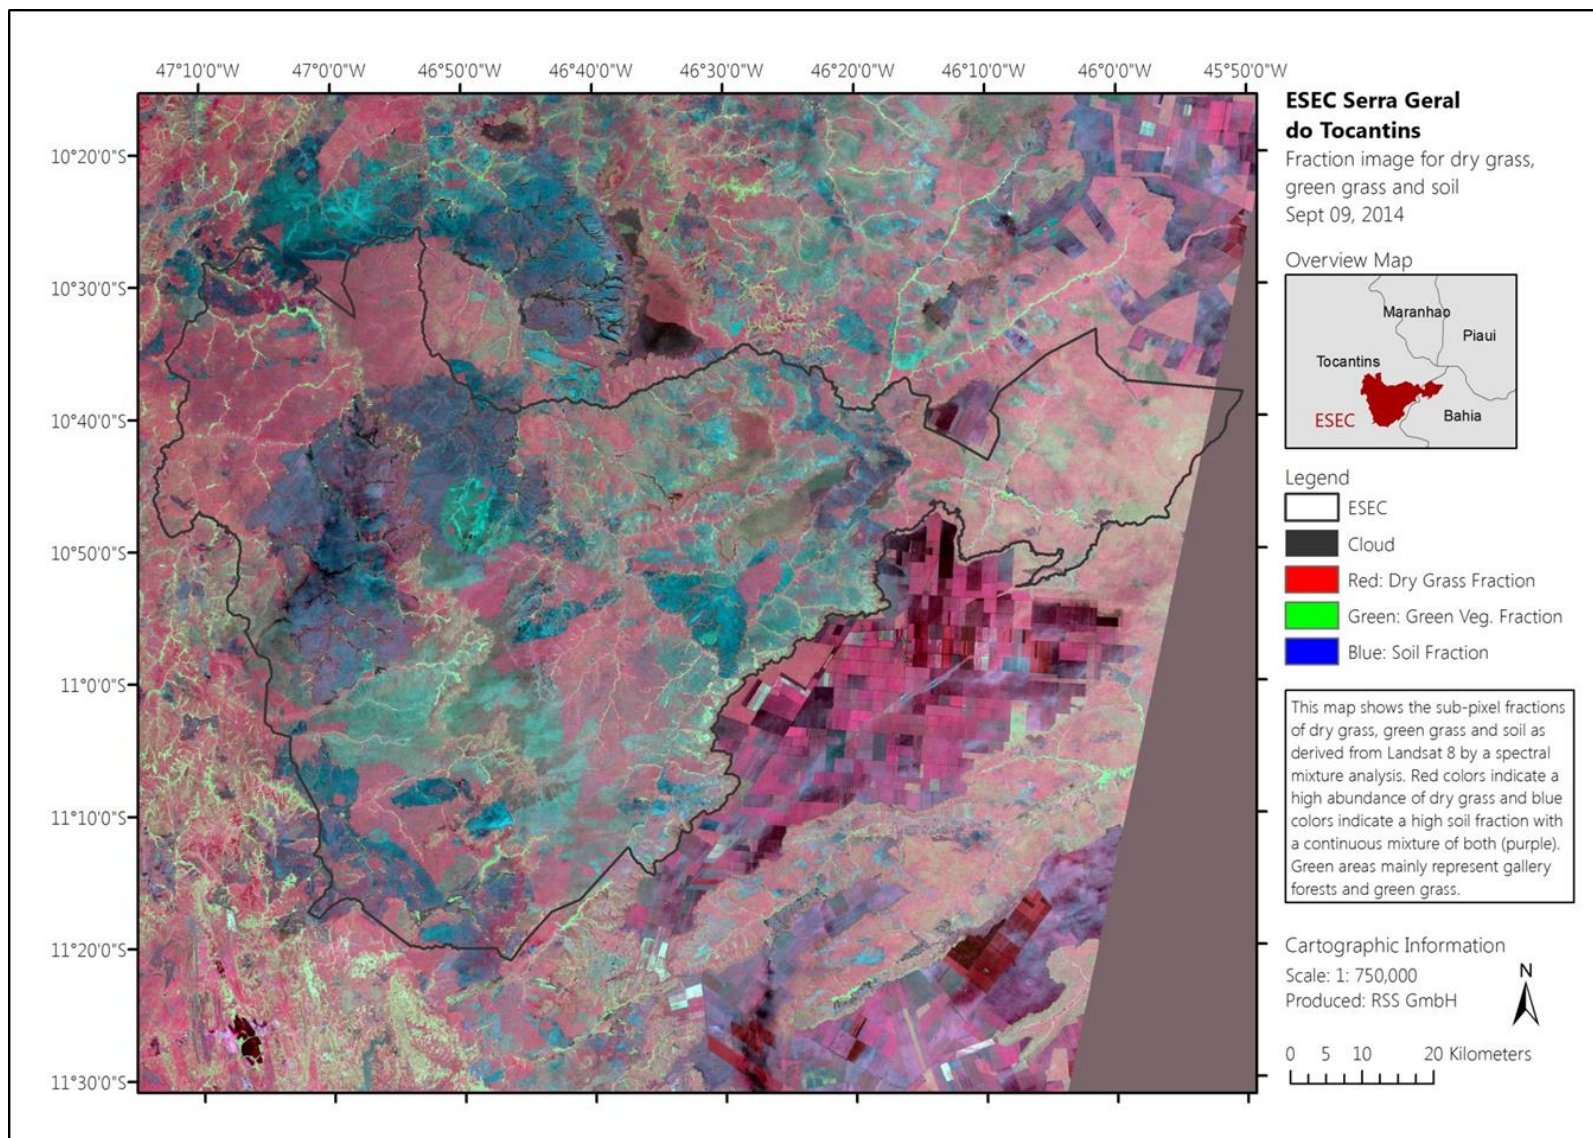 47°10'0"W 47°0'0"W 46°50'0"W 46°40'0"W 46°30'0"W 46°20'0"W 46°10'0"W 46°0'0"W 45°50'0"W
10°20'0"S
10°30'0"S
10°40'0"S
10°50'0"S
11°0'0"S
11°10'0"S
11°20'0"S
11°30'0"S
ESEC Serra Geral
do Tocantins
Fraction image for dry grass,
green grass and soil
Sept 09, 2014
Overview Map
Maranhao
Piaui
Tocantins
Bahia
ESEC
Legend
ESEC
Cloud
Red: Dry Grass Fraction
Green: Green Veg. Fraction
Blue: Soil Fraction
This map shows the sub-pixel fractions
of dry grass, green grass and soil as
derived from Landsat 8 by a spectral
mixture analysis. Red colors indicate a
high abundance of dry grass and blue
colors indicate a high soil fraction with
a continuous mixture of both (purple).
Green areas mainly represent gallery
forests and green grass.
Cartographic Information
Scale: 1: 750,000
Produced: RSS GmbH
N
0 5 10 20 Kilometers